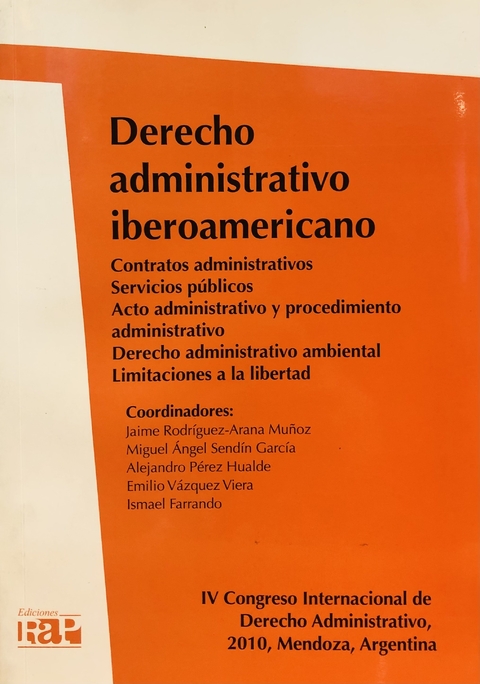 Derecho
administrativo
iberoamericano
Contratos administrativos
Servicios públicos
Acto administrativo y procedimiento
administrativo
Derecho administrativo ambiental
Limitaciones a la libertad
Coordinadores:
Jaime Rodríguez-Arana Muñoz
Miguel Ángel Sendín García
Alejandro Pérez Hualde
Emilio Vázquez Viera
Ismael Farrando
IV Congreso Internacional de
Derecho Administrativo,
2010, Mendoza, Argentina
Ediciones
RaP